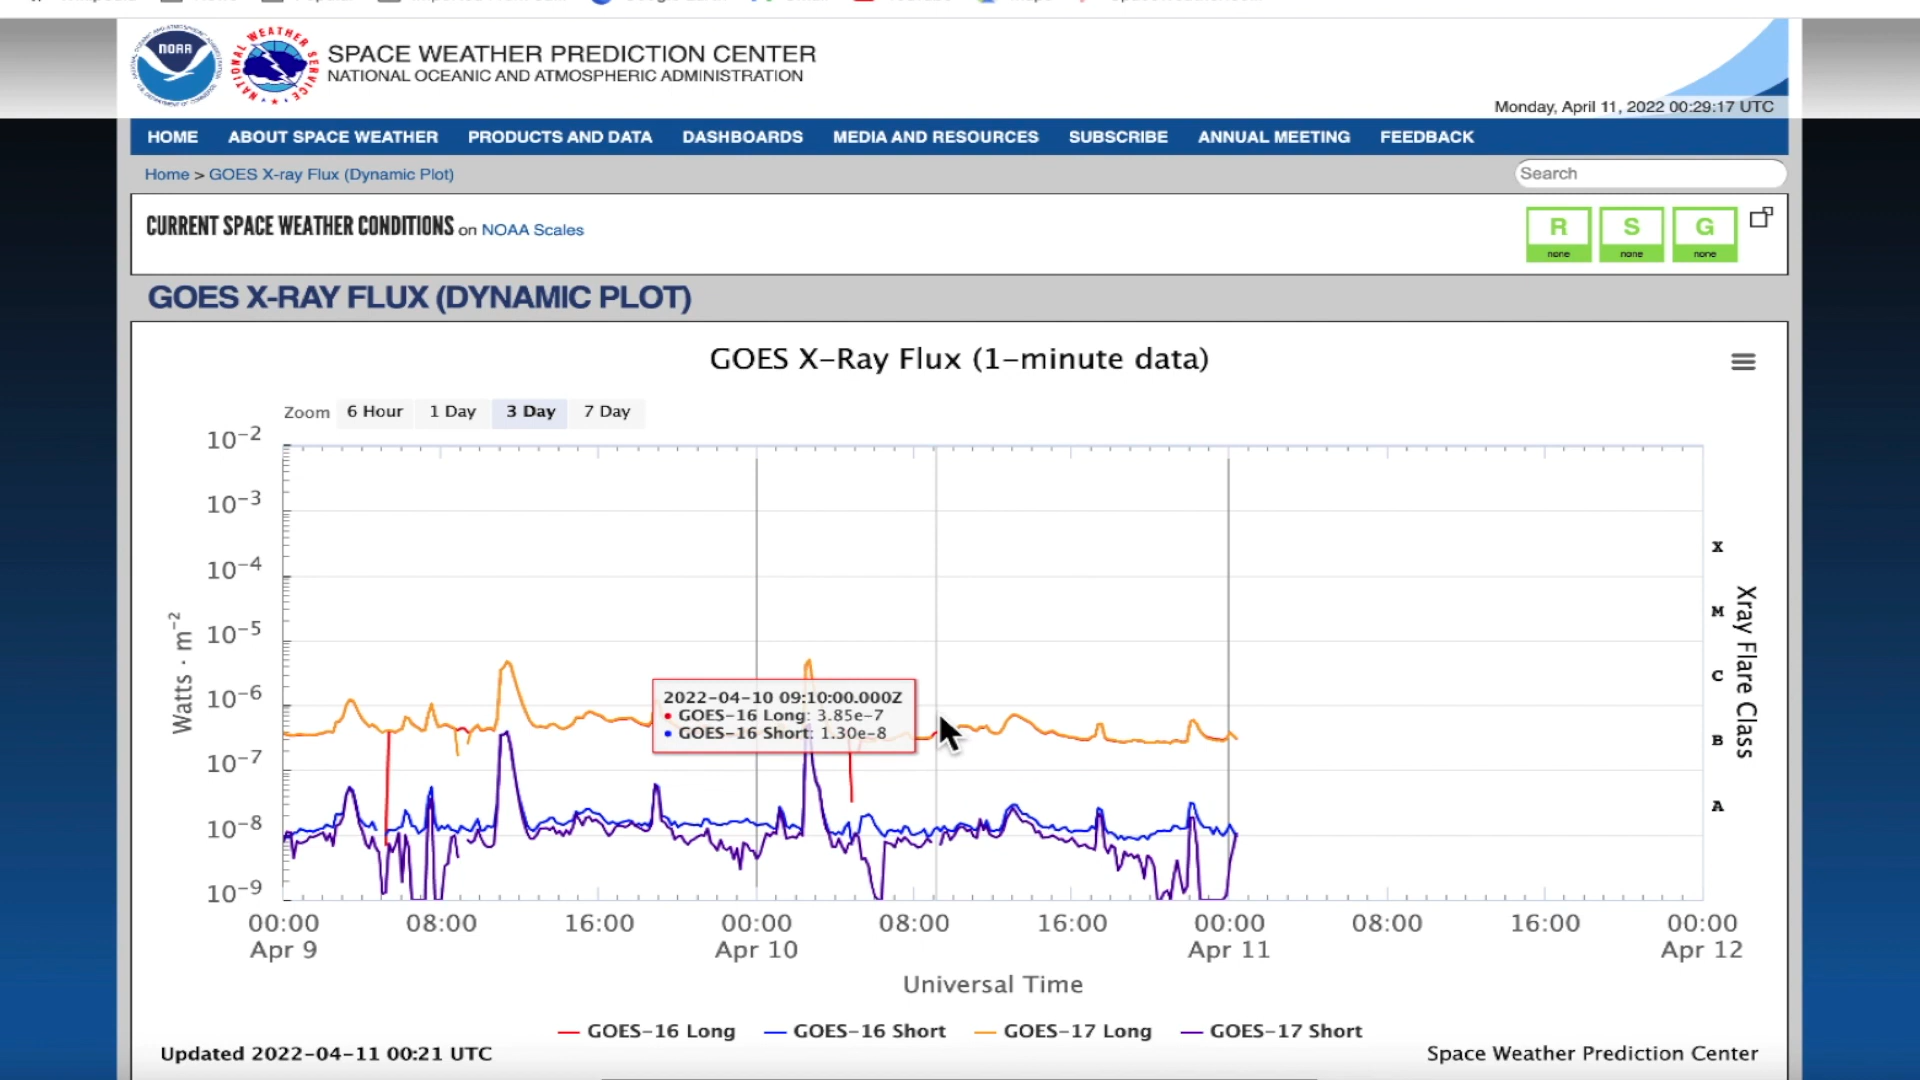 NOAA
NATIONAL WEATHER SERVICE
SPACE WEATHER PREDICTION CENTER
NATIONAL OCEANIC AND ATMOSPHERIC ADMINISTRATION
Monday, April 11, 2022 00:29:17 UTC
HOME ABOUT SPACE WEATHER PRODUCTS AND DATA DASHBOARDS MEDIA AND RESOURCES SUBSCRIBE ANNUAL MEETING FEEDBACK
Home > GOES X-ray Flux (Dynamic Plot)
Search
CURRENT SPACE WEATHER CONDITIONS on NOAA Scales
R S G
none none none
GOES X-RAY FLUX (DYNAMIC PLOT)
GOES X-Ray Flux (1-minute data)
Zoom 6 Hour 1 Day 3 Day 7 Day
10⁻²
10⁻³
10⁻⁴
10⁻⁵
10⁻⁶
10⁻⁷
10⁻⁸
10⁻⁹
Watts · m⁻²
2022-04-10 09:10:00.000Z
GOES-16 Long: 3.85e-7
GOES-16 Short: 1.30e-8
X
M
C
B
A
Xray Flare Class
00:00 08:00 16:00 00:00 08:00 16:00 00:00 08:00 16:00 00:00
Apr 9 Apr 10 Apr 11 Apr 12
Universal Time
GOES-16 Long GOES-16 Short GOES-17 Long GOES-17 Short
Updated 2022-04-11 00:21 UTC
Space Weather Prediction Center